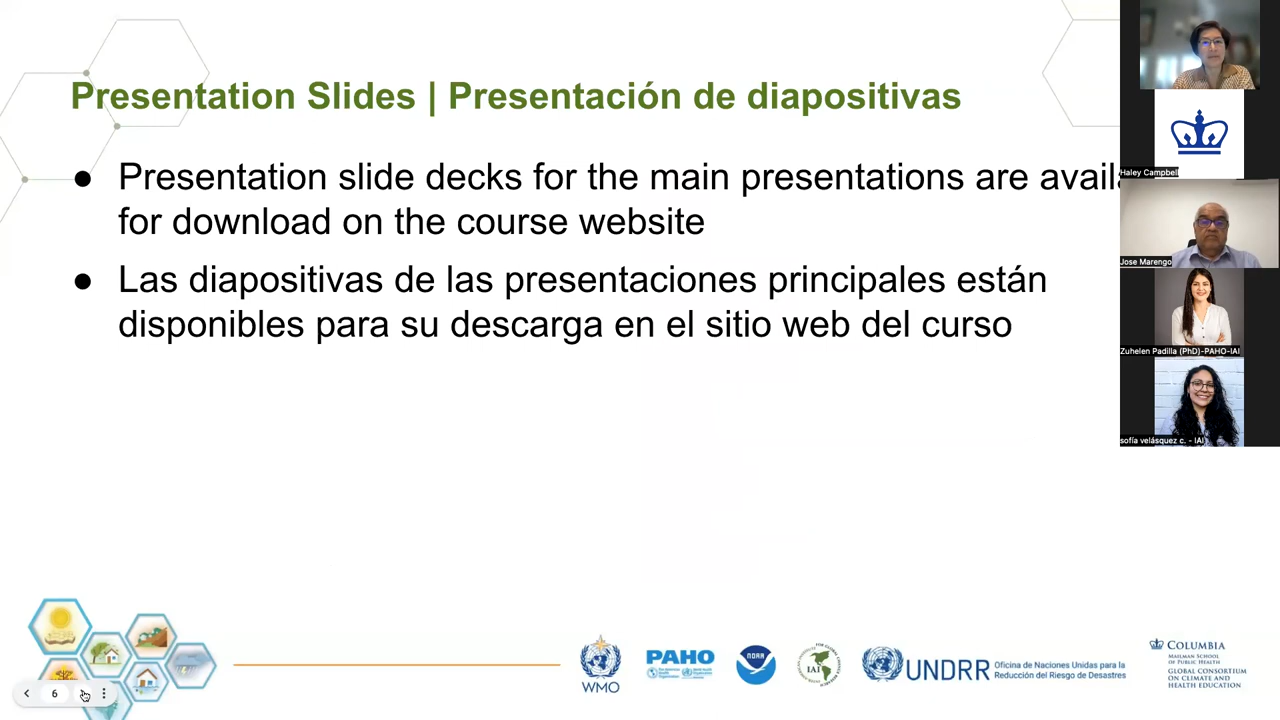 Presentation Slides | Presentación de diapositivas
● Presentation slide decks for the main presentations are
for download on the course website
● Las diapositivas de las presentaciones principales están
disponibles para su descarga en el sitio web del curso
Haley Campbell
Jose Marengo
Zuhelen Padilla (PhD)-PAHO-IAI
sofía velásquez c. - IAI
6
WMO
PAHO
NOAA
IAI
UNDRR
Oficina de Naciones Unidas para la
Reducción del Riesgo de Desastres
COLUMBIA
MAILMAN SCHOOL
OF PUBLIC HEALTH
GLOBAL CONSORTIUM
ON CLIMATE AND
HEALTH EDUCATION